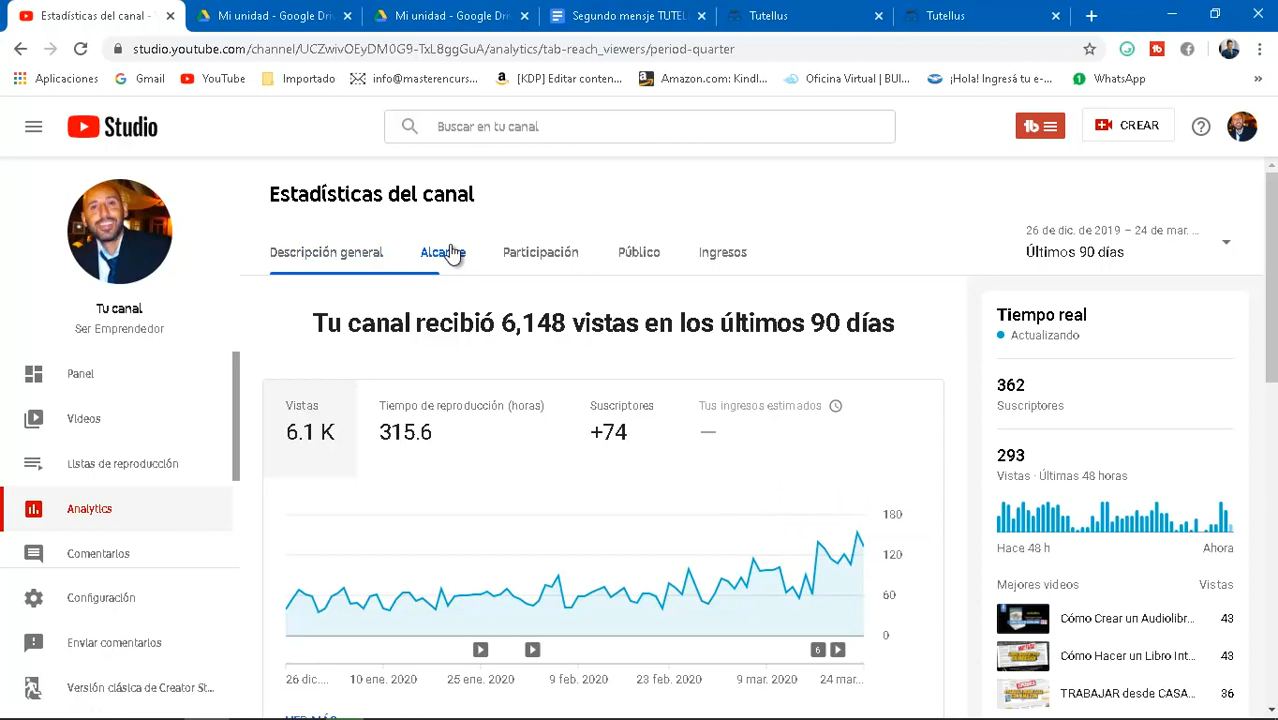 Estadísticas del canal -
Mi unidad - Google Dri
Mi unidad - Google Dri
Segundo mensje TUTEL
Tutellus
Tutellus
studio.youtube.com/channel/UCZwivOEyDM0G9-TxL8ggGuA/analytics/tab-reach_viewers/period-quarter
Aplicaciones
Gmail
YouTube
Importado
info@masterencurs...
[KDP] Editar conten...
Amazon.com: Kindl...
Oficina Virtual | BUI...
¡Hola! Ingresá tu e-...
WhatsApp
Studio
Buscar en tu canal
CREAR
Estadísticas del canal
Descripción general
Alcance
Participación
Público
Ingresos
26 de dic. de 2019 – 24 de mar. ...
Últimos 90 días
Tu canal
Ser Emprendedor
Panel
Videos
Listas de reproducción
Analytics
Comentarios
Configuración
Enviar comentarios
Versión clásica de Creator St...
Tu canal recibió 6,148 vistas en los últimos 90 días
Vistas
6.1 K
Tiempo de reproducción (horas)
315.6
Suscriptores
+74
Tus ingresos estimados
—
180
120
60
0
6
10 ene. 2020
25 ene. 2020
9 feb. 2020
23 feb. 2020
9 mar. 2020
24 mar...
VER MÁS
Tiempo real
Actualizando
362
Suscriptores
293
Vistas · Últimas 48 horas
Hace 48 h
Ahora
Mejores videos
Vistas
Cómo Crear un Audiolibr...
43
Cómo Hacer un Libro Int...
43
TRABAJAR desde CASA...
36